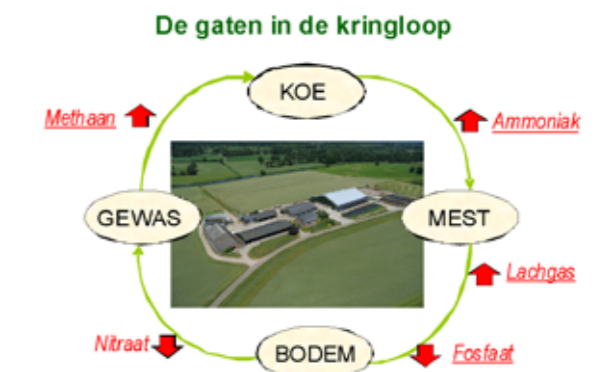 De gaten in de kringloop
KOE
Methaan
Ammoniak
GEWAS
MEST
Lachgas
Nitraat
BODEM
Fosfaat